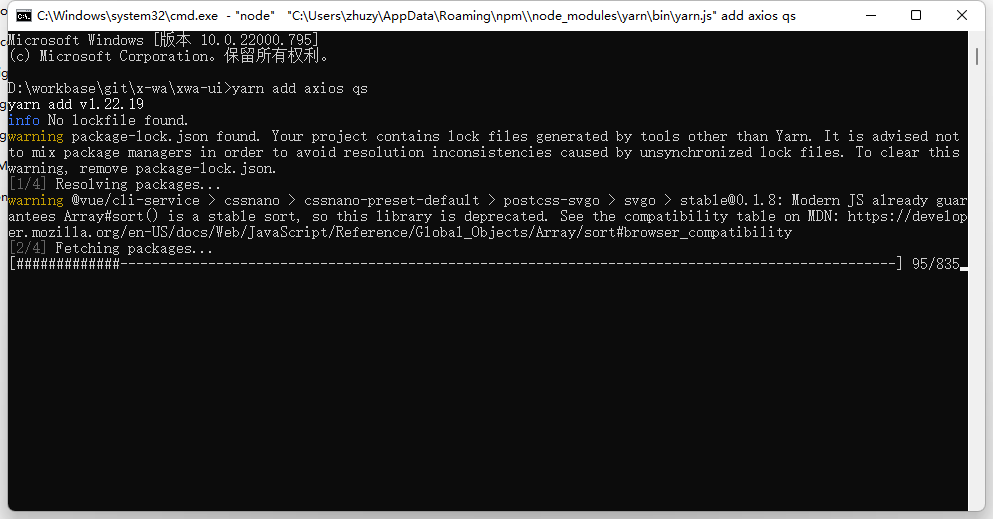 C:\Windows\system32\cmd.exe - "node" "C:\Users\zhuzy\AppData\Roaming\npm\\node_modules\yarn\bin\yarn.js" add axios qs
Microsoft Windows [版本 10.0.22000.795]
(c) Microsoft Corporation。保留所有权利。
D:\workbase\git\x-wa\xwa-ui>yarn add axios qs
yarn add v1.22.19
info No lockfile found.
warning package-lock.json found. Your project contains lock files generated by tools other than Yarn. It is advised not
to mix package managers in order to avoid resolution inconsistencies caused by unsynchronized lock files. To clear this
warning, remove package-lock.json.
[1/4] Resolving packages...
warning @vue/cli-service > cssnano > cssnano-preset-default > postcss-svgo > svgo > stable@0.1.8: Modern JS already guar
antees Array#sort() is a stable sort, so this library is deprecated. See the compatibility table on MDN: https://develop
er.mozilla.org/en-US/docs/Web/JavaScript/Reference/Global_Objects/Array/sort#browser_compatibility
[2/4] Fetching packages...
[#############-------------------------------------------------------------------------------------------------] 95/835